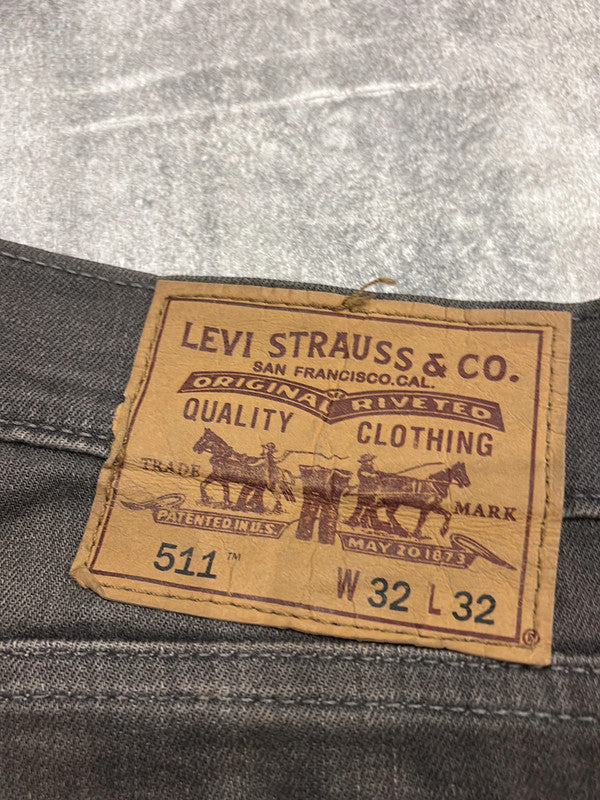 LEVI STRAUSS & CO.
SAN FRANCISCO.CAL.
ORIGINAL RIVETED
QUALITY CLOTHING
TRADE MARK
PATENTED IN U.S. MAY 20 1873
511™ W 32 L 32
®